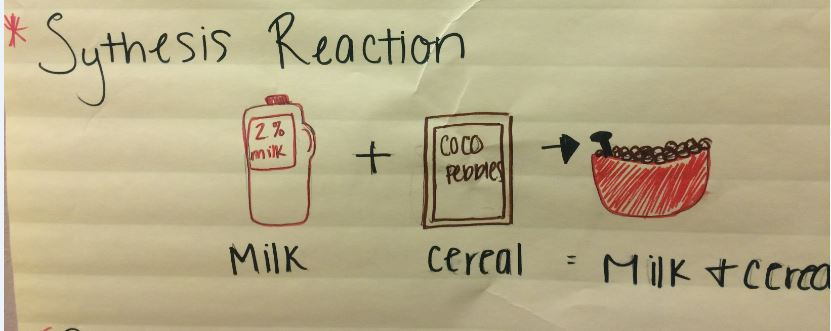 * Sythesis Reaction
2%
milk
+
COCO
Pebbles
Milk
cereal
= Milk + cerea